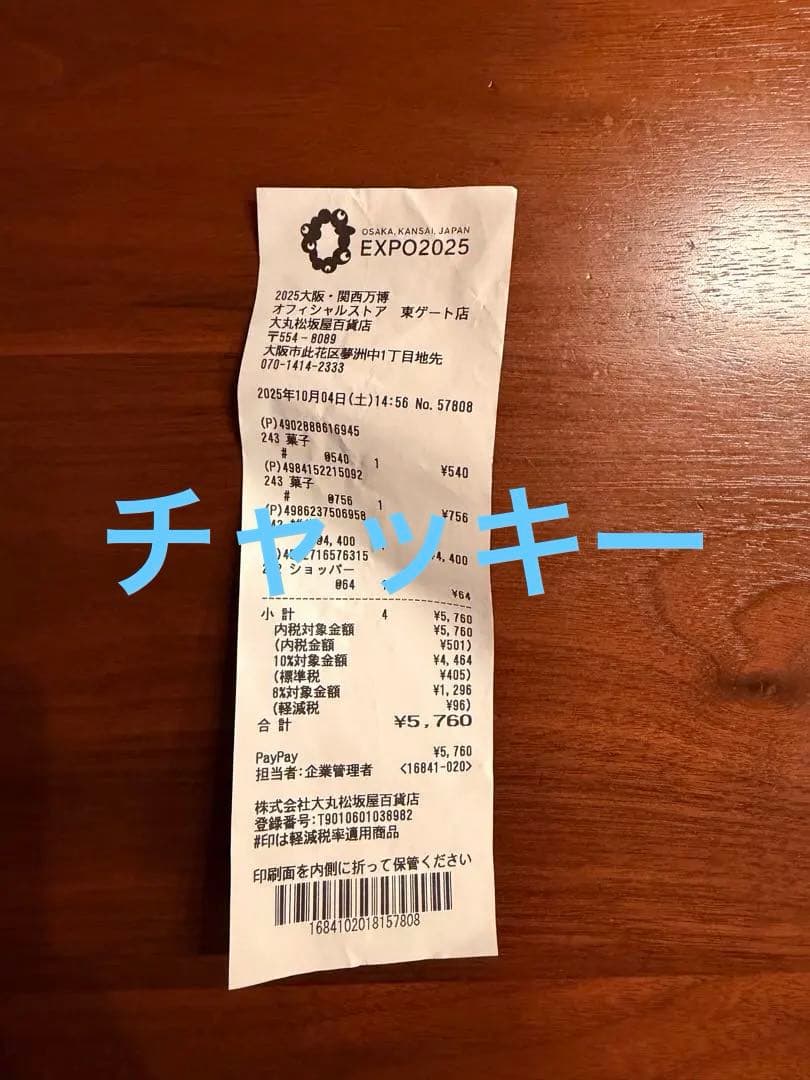 OSAKA, KANSAI, JAPAN
EXPO2025
2025大阪・関西万博
オフィシャルストア 東ゲート店
大丸松坂屋百貨店
〒554-8089
大阪市此花区夢洲中1丁目地先
070-1414-2333
2025年10月04日(土)14:56 No.57808
(P)4902888616945
243 菓子
# @540 1 ¥540
(P)4984152215092
243 菓子
# @756 1 ¥756
(P)4986237506958
@4,400 ¥4,400
2716576315
ショッパー
@64 ¥64
チャッキー
小計 4 ¥5,760
内税対象金額 ¥5,760
(内税金額 ¥501)
10%対象金額 ¥4,464
(標準税 ¥405)
8%対象金額 ¥1,296
(軽減税 ¥96)
合計 ¥5,760
PayPay ¥5,760
担当者:企業管理者 <16841-020>
株式会社大丸松坂屋百貨店
登録番号:T9010601038982
#印は軽減税率適用商品
印刷面を内側に折って保管ください
1684102018157808